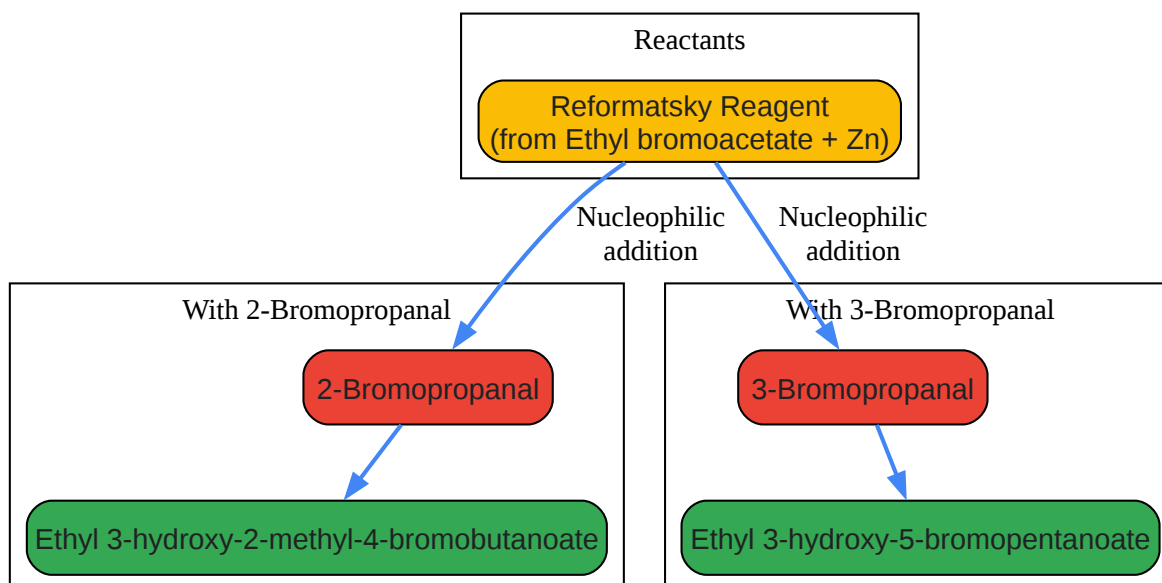 Reactants
Reformatsky Reagent
(from Ethyl bromoacetate + Zn)
Nucleophilic
addition
Nucleophilic
addition
With 2-Bromopropanal
With 3-Bromopropanal
2-Bromopropanal
3-Bromopropanal
Ethyl 3-hydroxy-2-methyl-4-bromobutanoate
Ethyl 3-hydroxy-5-bromopentanoate